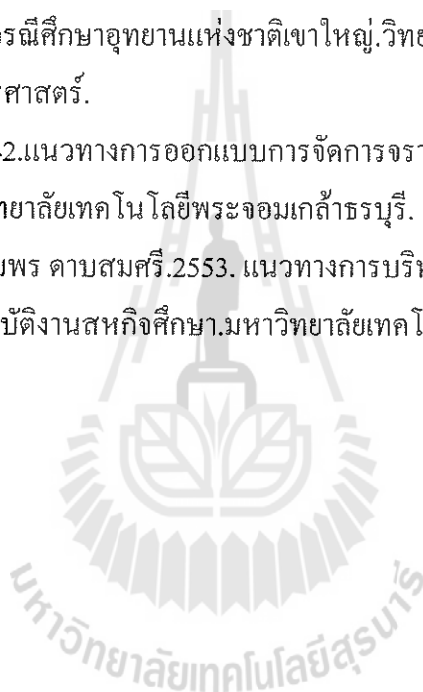 รณีศึกษาอุทยานแห่งชาติเขาใหญ่.วิทย
ศาสตร์.
2.แนวทางการออกแบบการจัดการจรา
ทยาลัยเทคโนโลยีพระจอมเกล้าธนบุรี.
มพร ดาบสมศรี.2553. แนวทางการบริห
บัติงานสหกิจศึกษา.มหาวิทยาลัยเทคโ
มหาวิทยาลัยเทคโนโลยีสุรนารี